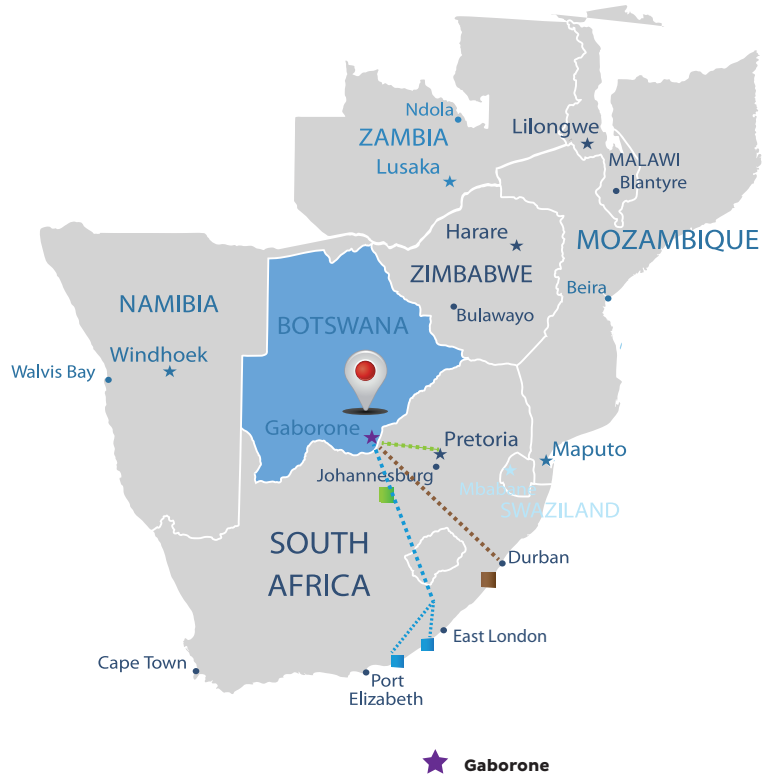 Ndola
ZAMBIA
Lusaka
Lilongwe
MALAWI
Blantyre
Harare
MOZAMBIQUE
ZIMBABWE
Beira
NAMIBIA
Bulawayo
BOTSWANA
Windhoek
Walvis Bay
Gaborone
Pretoria
Maputo
Johannesburg
Mbabane
SWAZILAND
SOUTH
AFRICA
Durban
East London
Cape Town
Port
Elizabeth
Gaborone